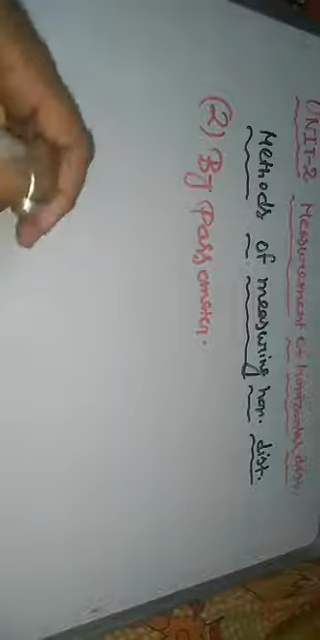 UNIT-2 Measurement of horizontal dist.
Methods of measuring hor. dist.
(2) By Passometer.